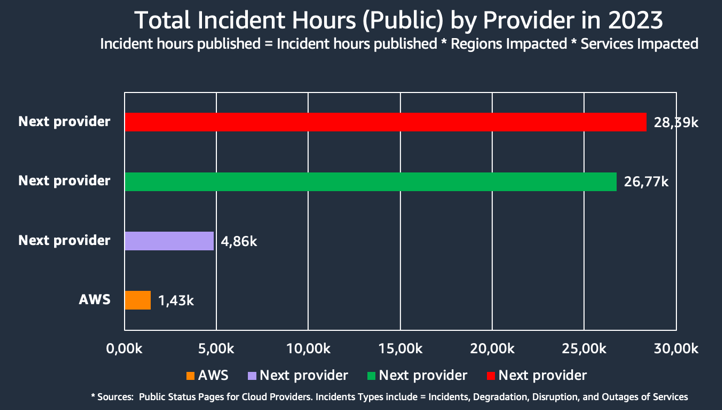 Total Incident Hours (Public) by Provider in 2023
Incident hours published = Incident hours published * Regions Impacted * Services Impacted
Next provider 28,39k
Next provider 26,77k
Next provider 4,86k
AWS 1,43k
0,00k 5,00k 10,00k 15,00k 20,00k 25,00k 30,00k
AWS Next provider Next provider Next provider
* Sources: Public Status Pages for Cloud Providers. Incidents Types include = Incidents, Degradation, Disruption, and Outages of Services